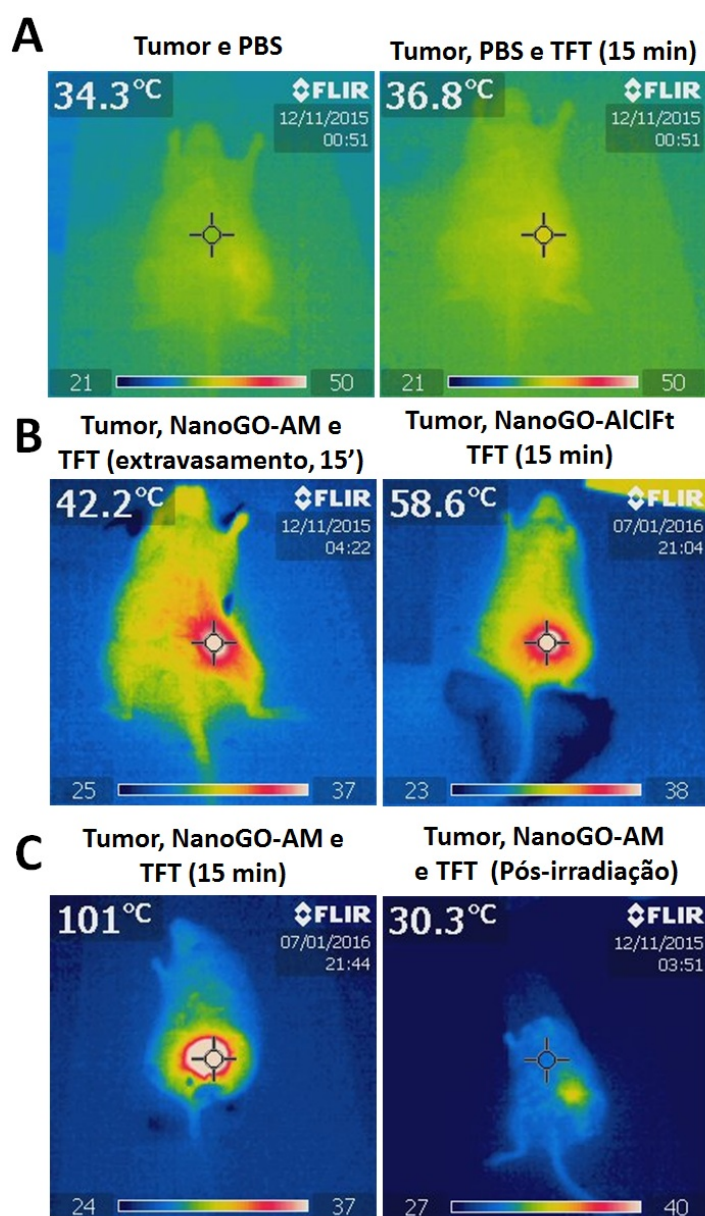 A
Tumor e PBS
Tumor, PBS e TFT (15 min)
34.3°C
FLIR
12/11/2015
00:51
21
50
36.8°C
FLIR
12/11/2015
00:51
21
50
B
Tumor, NanoGO-AM e
TFT (extravasamento, 15’)
Tumor, NanoGO-AlClFt
TFT (15 min)
42.2°C
FLIR
12/11/2015
04:22
25
37
58.6°C
FLIR
07/01/2016
21:04
23
38
C
Tumor, NanoGO-AM e
TFT (15 min)
Tumor, NanoGO-AM
e TFT (Pós-irradiação)
101°C
FLIR
07/01/2016
21:44
24
37
30.3°C
FLIR
12/11/2015
03:51
27
40